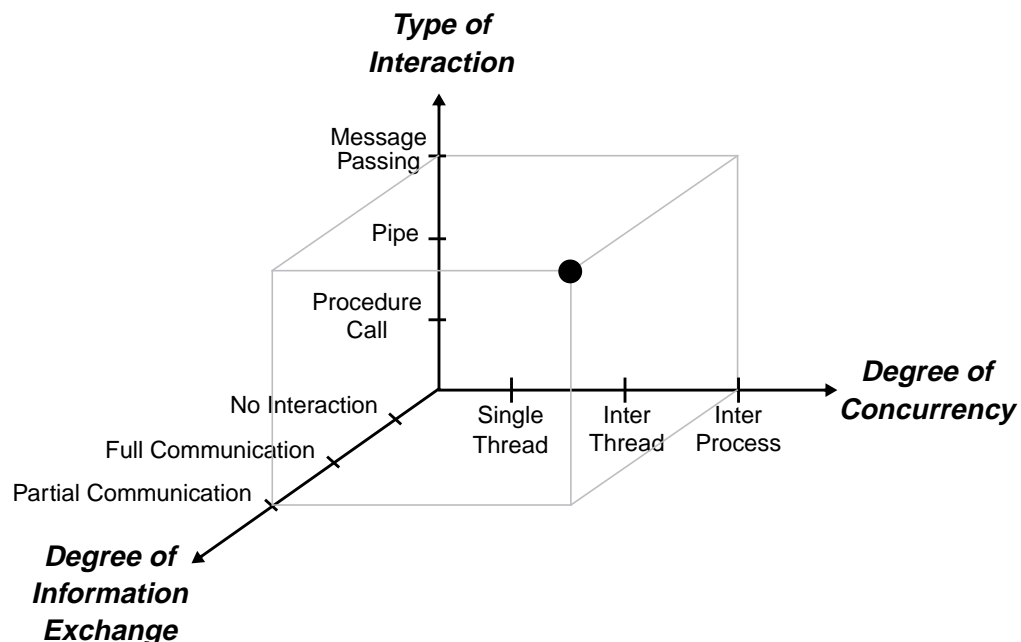 Type of
Interaction
Message
Passing
Pipe
Procedure
Call
No Interaction
Full Communication
Partial Communication
Single
Thread
Inter
Thread
Inter
Process
Degree of
Concurrency
Degree of
Information
Exchange